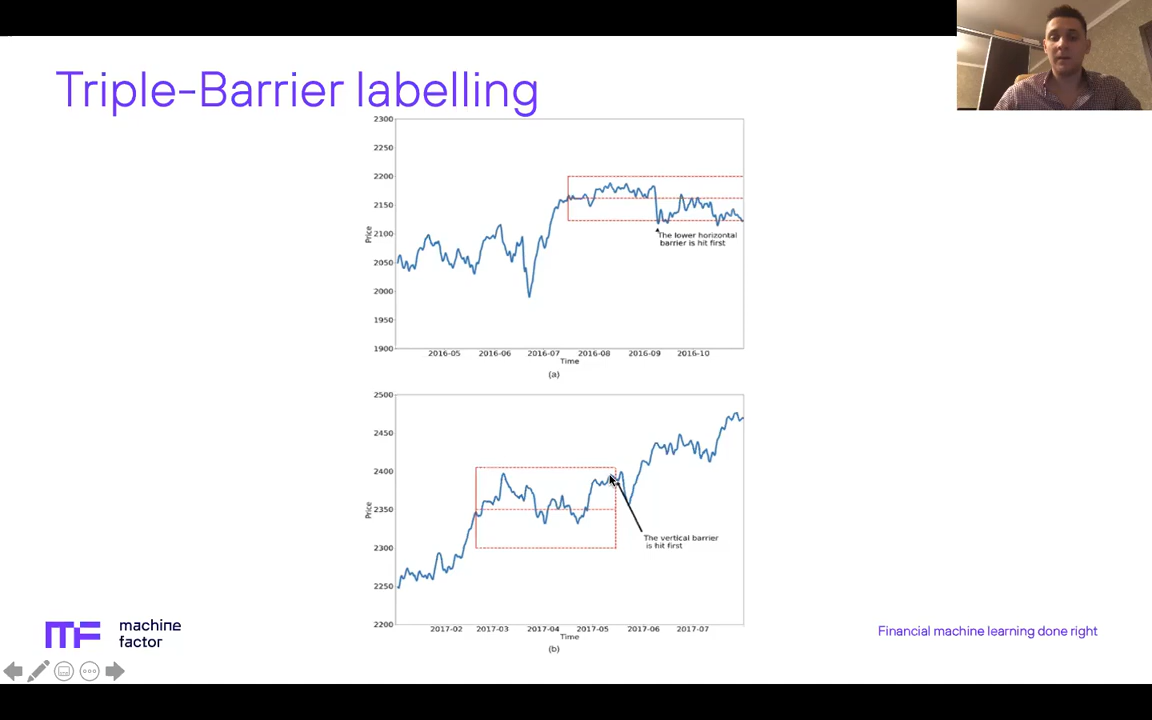 Triple-Barrier labelling
2300
2250
2200
2150
2100
2050
2000
1950
1900
Price
The lower horizontal
barrier is hit first
2016-05 2016-06 2016-07 2016-08 2016-09 2016-10
Time
(a)
2500
2450
2400
2350
2300
2250
2200
Price
The vertical barrier
is hit first
2017-02 2017-03 2017-04 2017-05 2017-06 2017-07
Time
(b)
MF
machine
factor
Financial machine learning done right